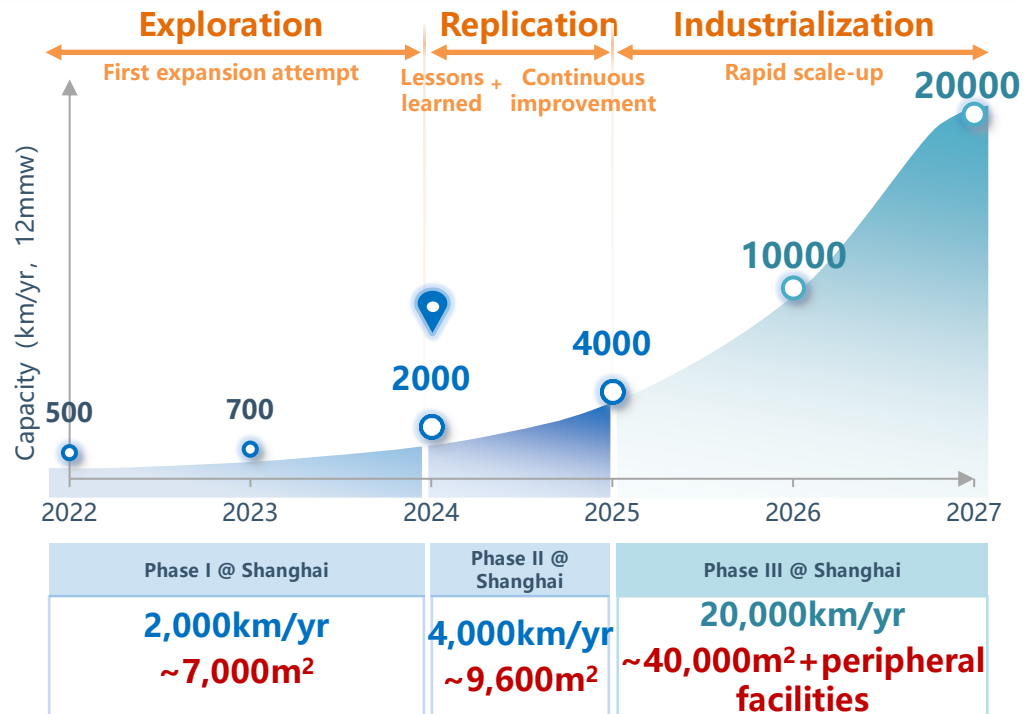 Exploration
Replication
Industrialization
First expansion attempt
Lessons learned
+
Continuous improvement
Rapid scale-up
Capacity (km/yr, 12mmw)
500
700
2000
4000
10000
20000
2022
2023
2024
2025
2026
2027
Phase I @ Shanghai
Phase II @
Shanghai
Phase III @ Shanghai
2,000km/yr
~7,000m²
4,000km/yr
~9,600m²
20,000km/yr
~40,000m²+peripheral
facilities